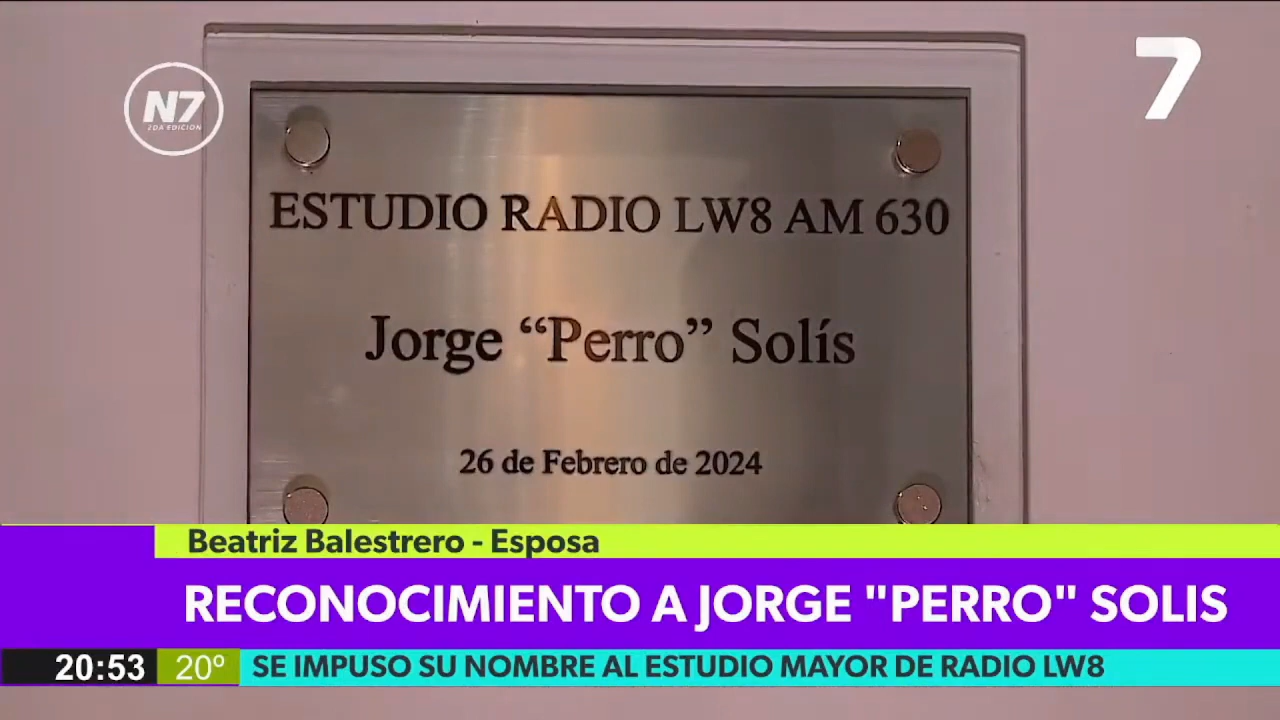 N7
2DA EDICION
7
ESTUDIO RADIO LW8 AM 630
Jorge “Perro” Solís
26 de Febrero de 2024
Beatriz Balestrero - Esposa
RECONOCIMIENTO A JORGE "PERRO" SOLIS
20:53 20º SE IMPUSO SU NOMBRE AL ESTUDIO MAYOR DE RADIO LW8